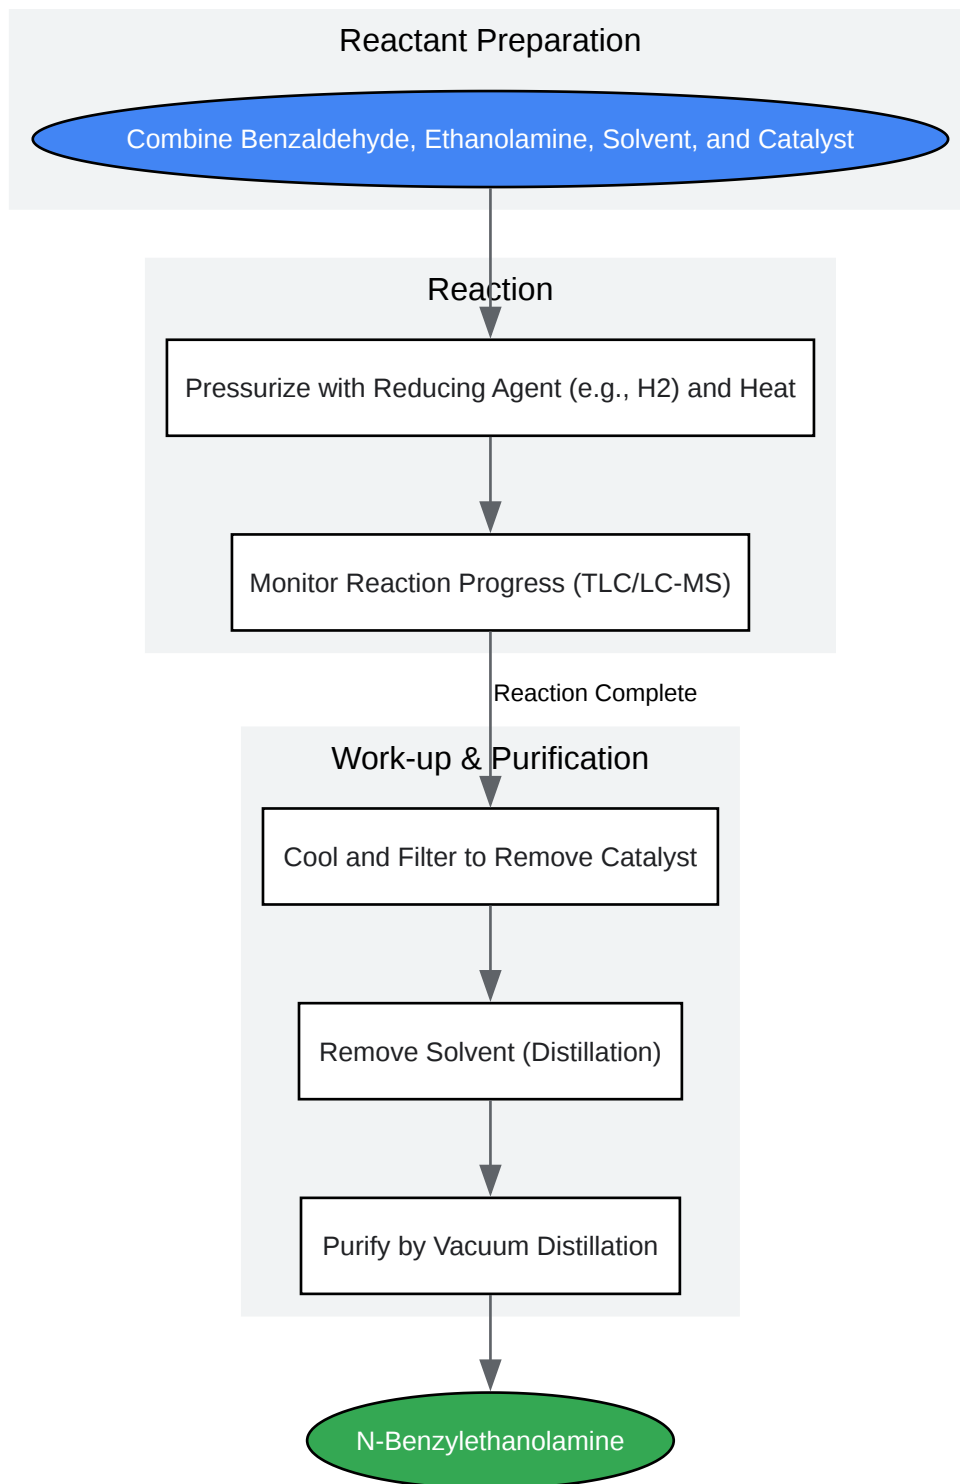 Reactant Preparation
Combine Benzaldehyde, Ethanolamine, Solvent, and Catalyst
Reaction
Pressurize with Reducing Agent (e.g., H2) and Heat
Monitor Reaction Progress (TLC/LC-MS)
Reaction Complete
Work-up & Purification
Cool and Filter to Remove Catalyst
Remove Solvent (Distillation)
Purify by Vacuum Distillation
N-Benzylethanolamine